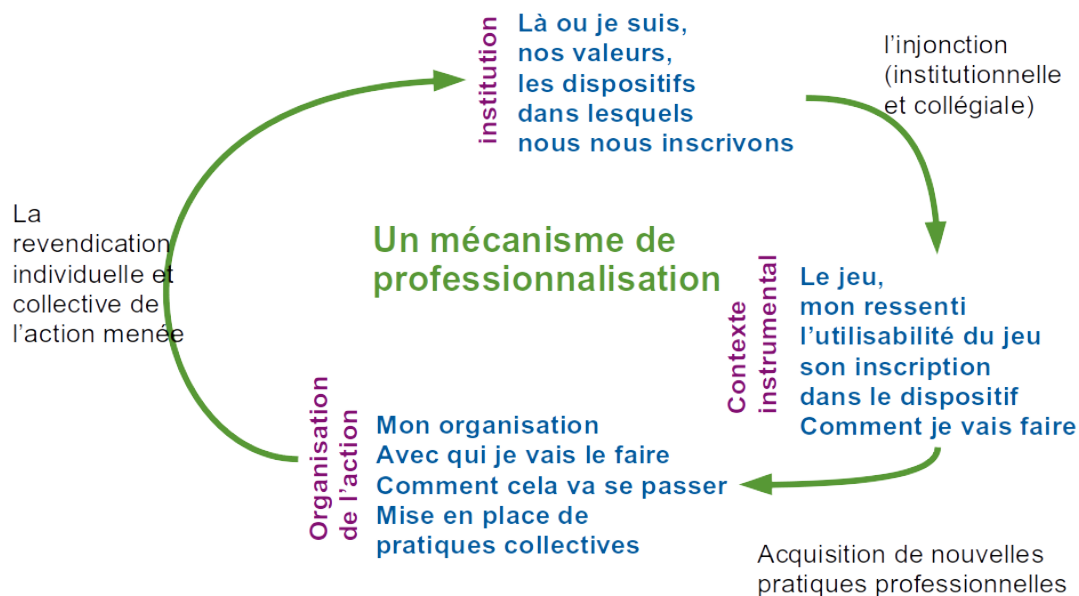 institution
Là ou je suis,
nos valeurs,
les dispositifs
dans lesquels
nous nous inscrivons
l'injonction
(institutionnelle
et collégiale)
La
revendication
individuelle et
collective de
l'action menée
Un mécanisme de
professionnalisation
Contexte
instrumental
Le jeu,
mon ressenti
l'utilisabilité du jeu
son inscription
dans le dispositif
Comment je vais faire
Organisation
de l'action
Mon organisation
Avec qui je vais le faire
Comment cela va se passer
Mise en place de
pratiques collectives
Acquisition de nouvelles
pratiques professionnelles